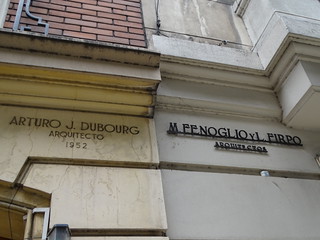 ARTURO J. DUBOURG
ARQUITECTO
1952
M FENOGLIO y L. FIRPO
ARQUITECTOS